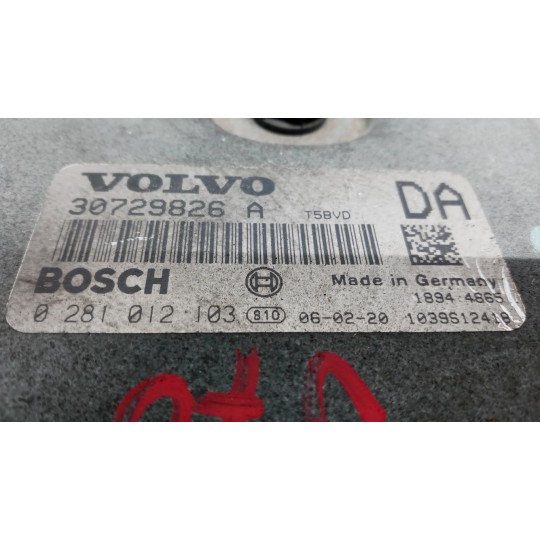 VOLVO
30729826 A T5BVD
DA
BOSCH
Made in Germany
1894 4865
0 281 012 103 810 06-02-20 1039S12418